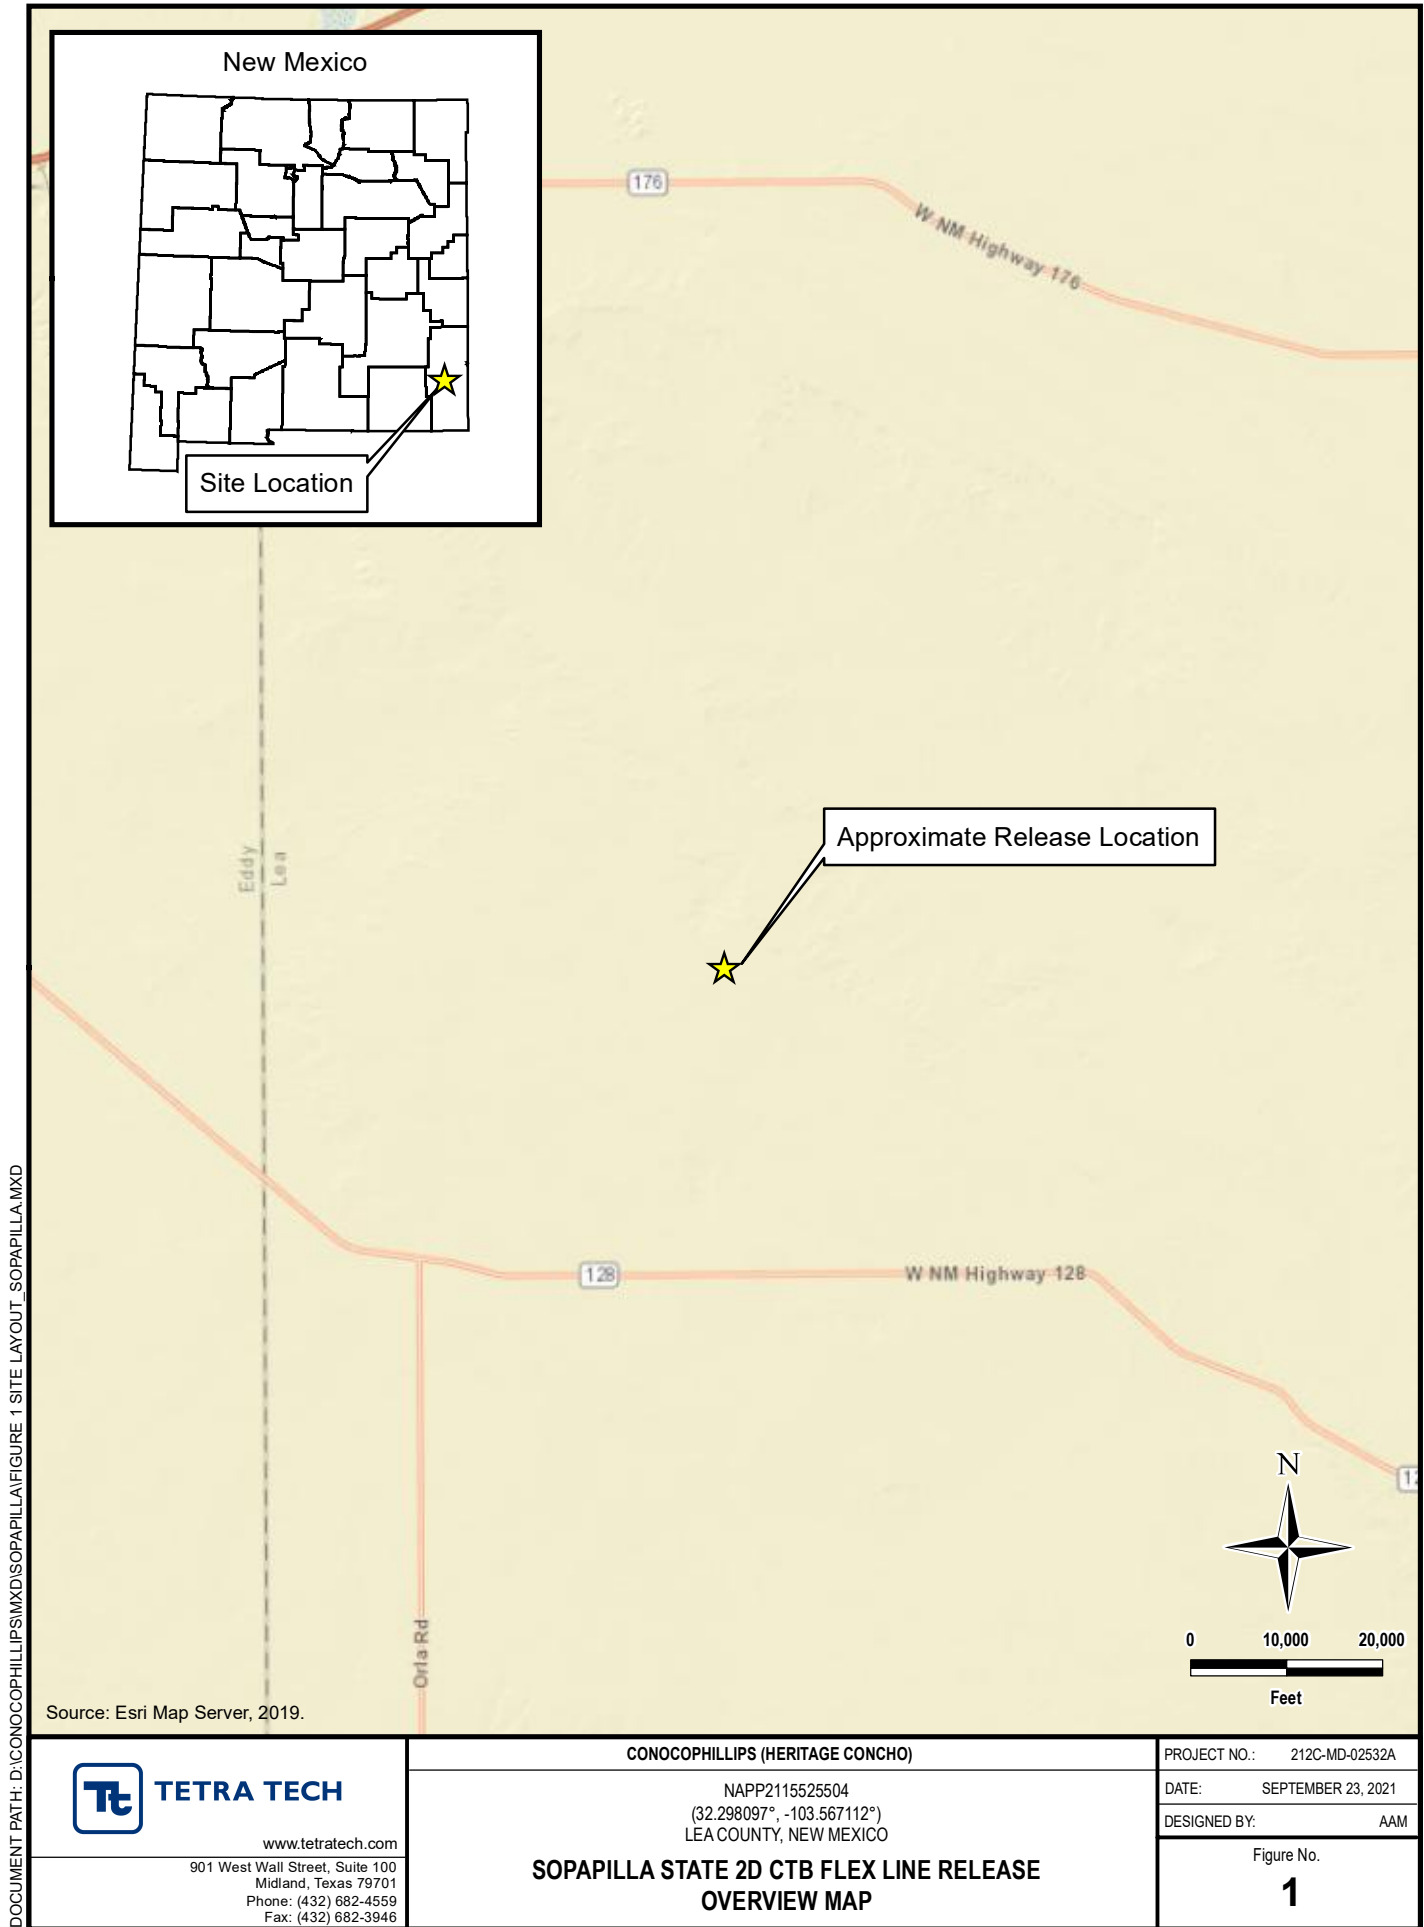 New Mexico
Site Location
176
W NM Highway 176
Eddy
Lea
Approximate Release Location
128
W NM Highway 128
Orla Rd
N
0 10,000 20,000
Feet
Source: Esri Map Server, 2019.
DOCUMENT PATH: D:\CONOCOPHILLIPS\MXD\SOPAPILLA\FIGURE 1 SITE LAYOUT_SOPAPILLA.MXD
Tt TETRA TECH
www.tetratech.com
901 West Wall Street, Suite 100
Midland, Texas 79701
Phone: (432) 682-4559
Fax: (432) 682-3946
CONOCOPHILLIPS (HERITAGE CONCHO)
NAPP2115525504
(32.298097°, -103.567112°)
LEA COUNTY, NEW MEXICO
SOPAPILLA STATE 2D CTB FLEX LINE RELEASE
OVERVIEW MAP
PROJECT NO.: 212C-MD-02532A
DATE: SEPTEMBER 23, 2021
DESIGNED BY: AAM
Figure No.
1